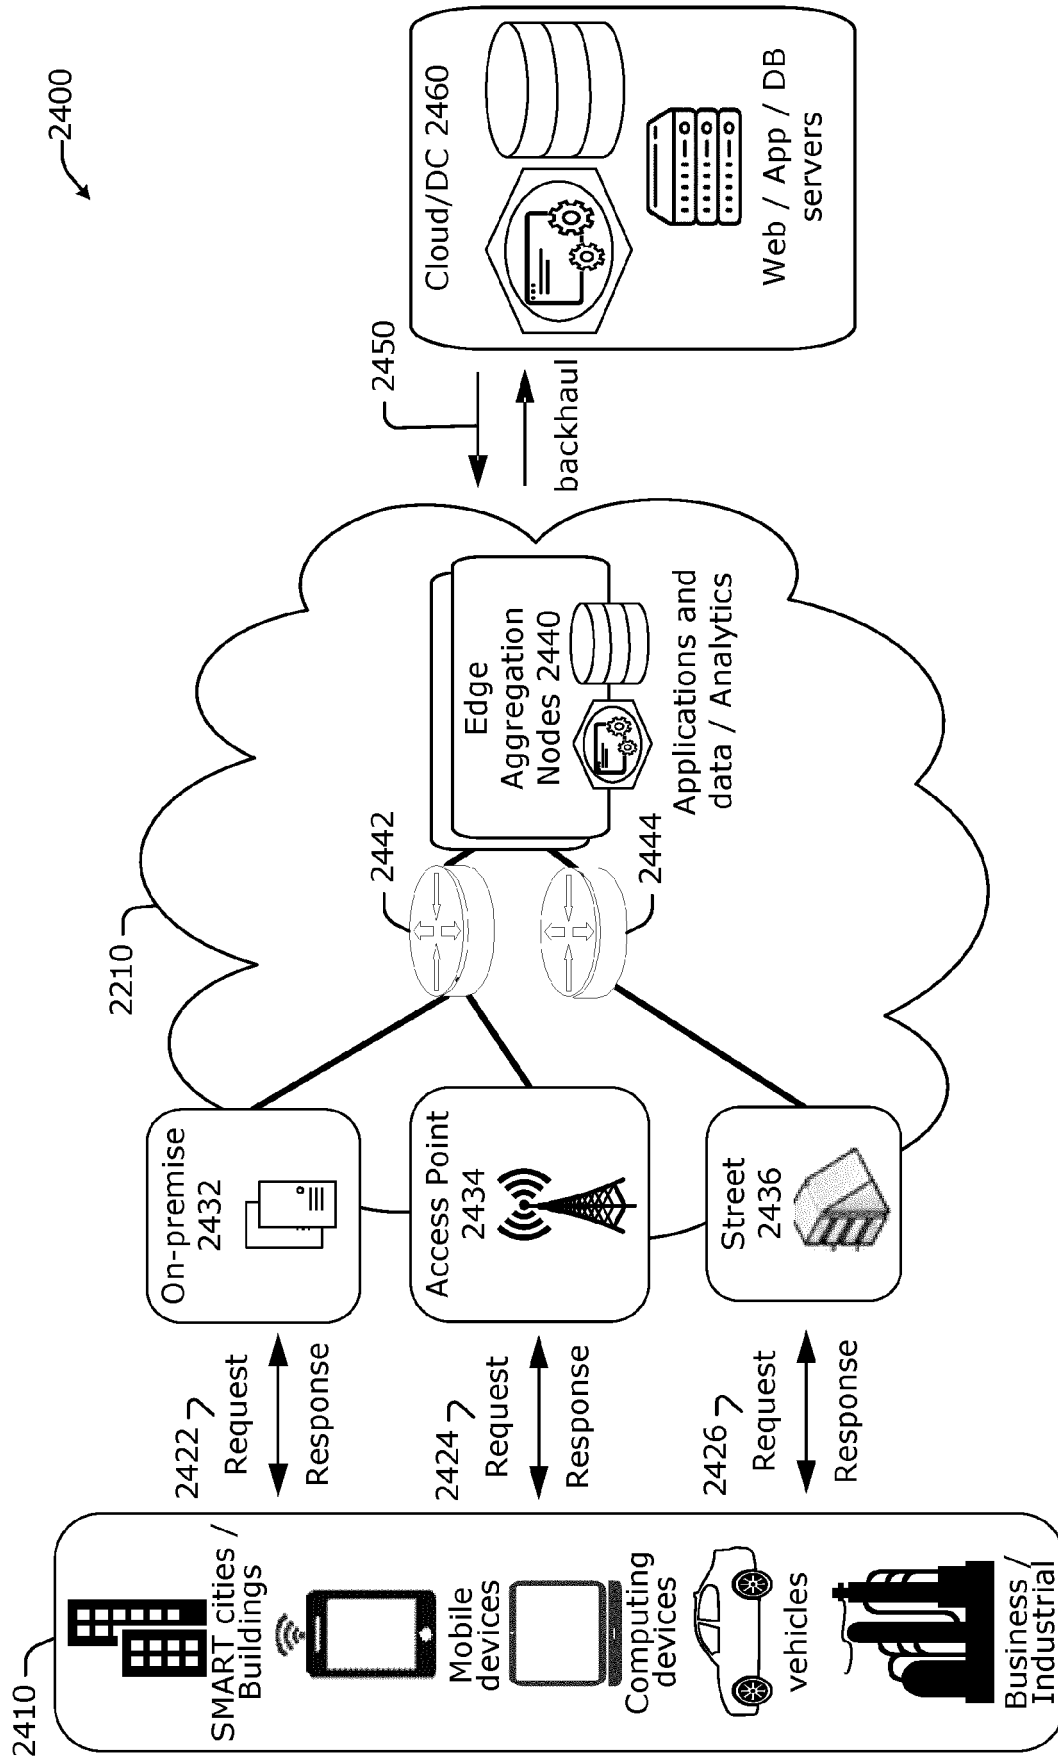 2400
2410
SMART cities /
Buildings
Mobile
devices
Computing
devices
vehicles
Business /
Industrial
2422
Request
Response
2424
Request
Response
2426
Request
Response
On-premise
2432
Access Point
2434
Street
2436
2210
2442
2444
Edge
Aggregation
Nodes 2440
Applications and
data / Analytics
2450
backhaul
Cloud/DC 2460
Web / App / DB
servers